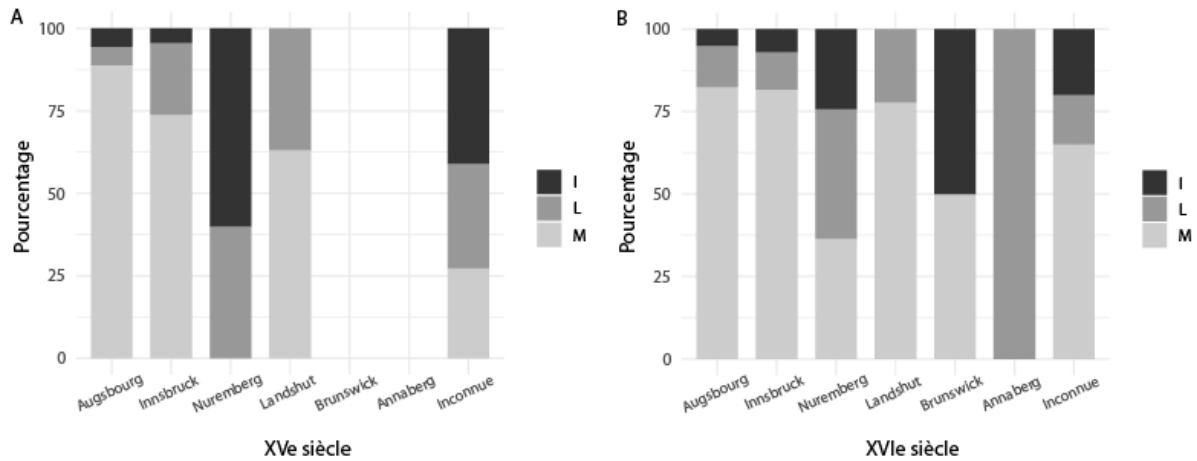 A
100
75
50
25
0
Pourcentage
Augsbourg
Innsbruck
Nuremberg
Landshut
Brunswick
Annaberg
Inconnue
XVe siècle
I
L
M
B
100
75
50
25
0
Pourcentage
Augsbourg
Innsbruck
Nuremberg
Landshut
Brunswick
Annaberg
Inconnue
XVIe siècle
I
L
M